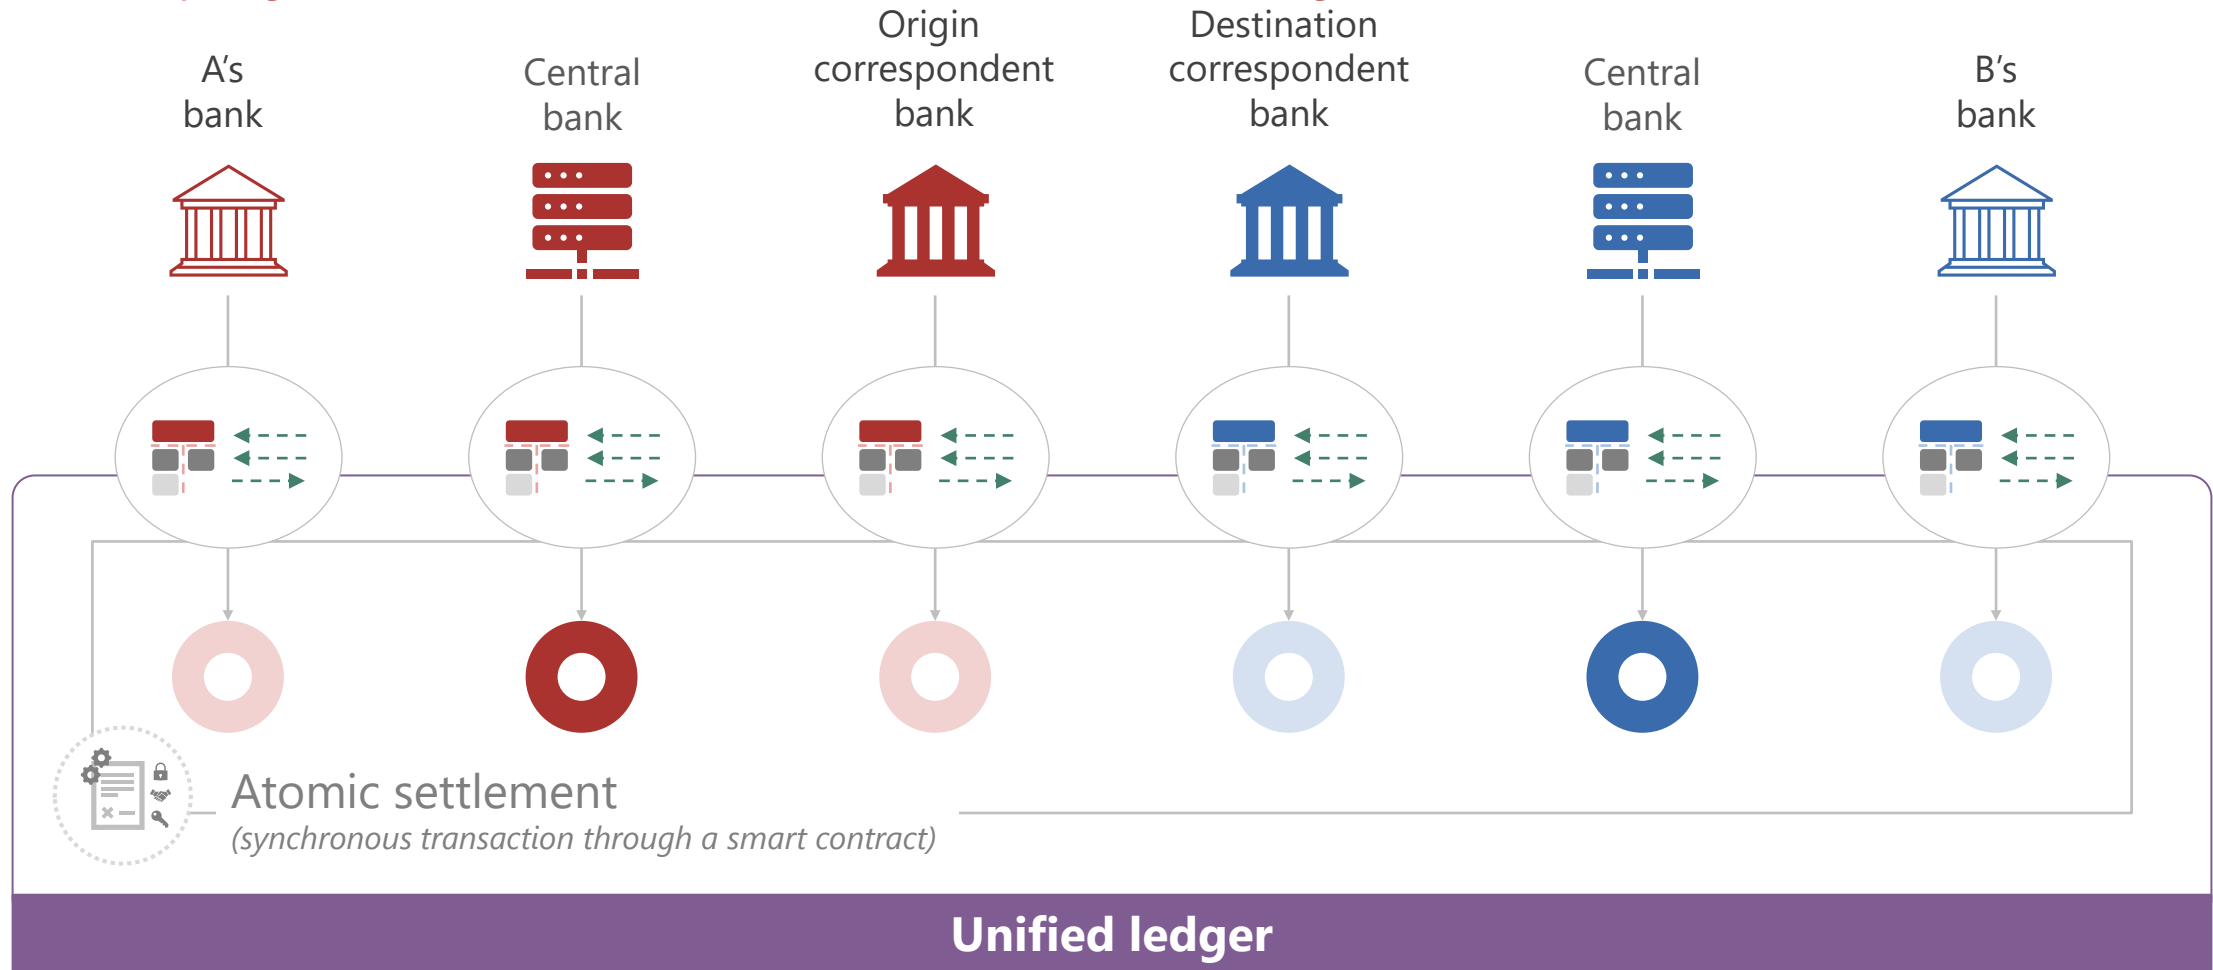 A's
bank
Central
bank
Origin
correspondent
bank
Destination
correspondent
bank
Central
bank
B's
bank
Atomic settlement
(synchronous transaction through a smart contract)
Unified ledger